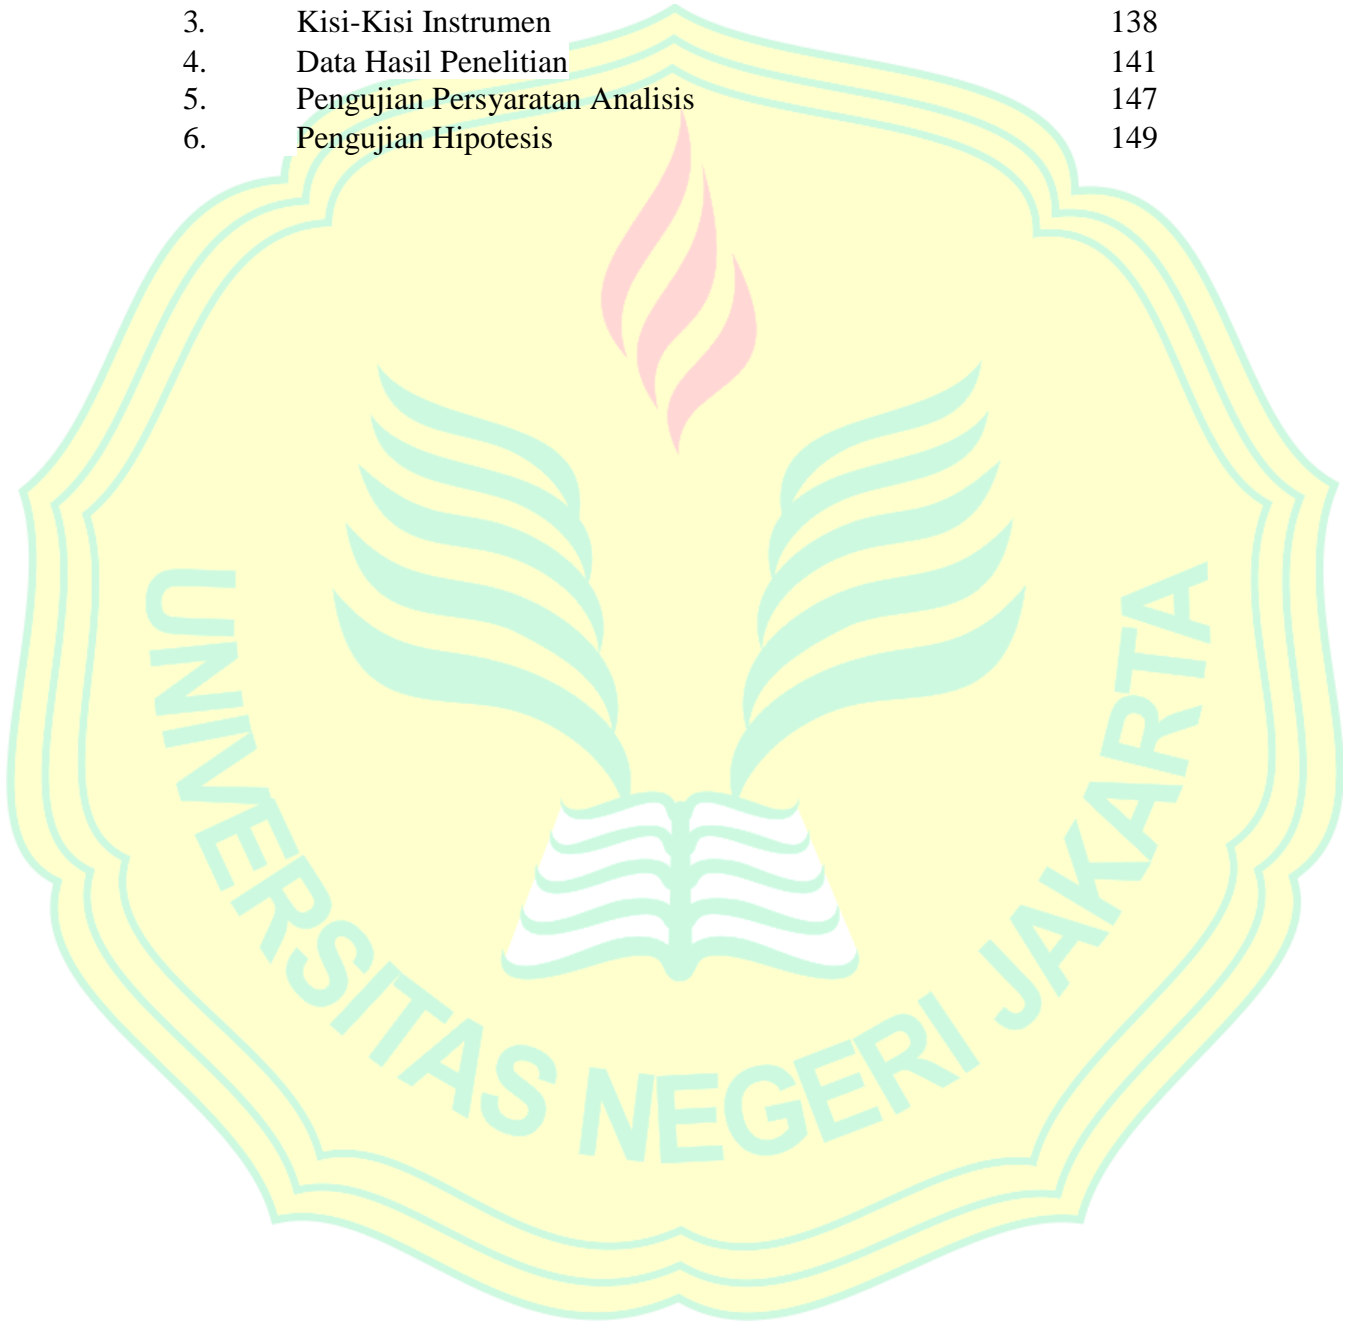 3. Kisi-Kisi Instrumen 138
4. Data Hasil Penelitian 141
5. Pengujian Persyaratan Analisis 147
6. Pengujian Hipotesis 149
UNIVERSITAS NEGERI JAKARTA